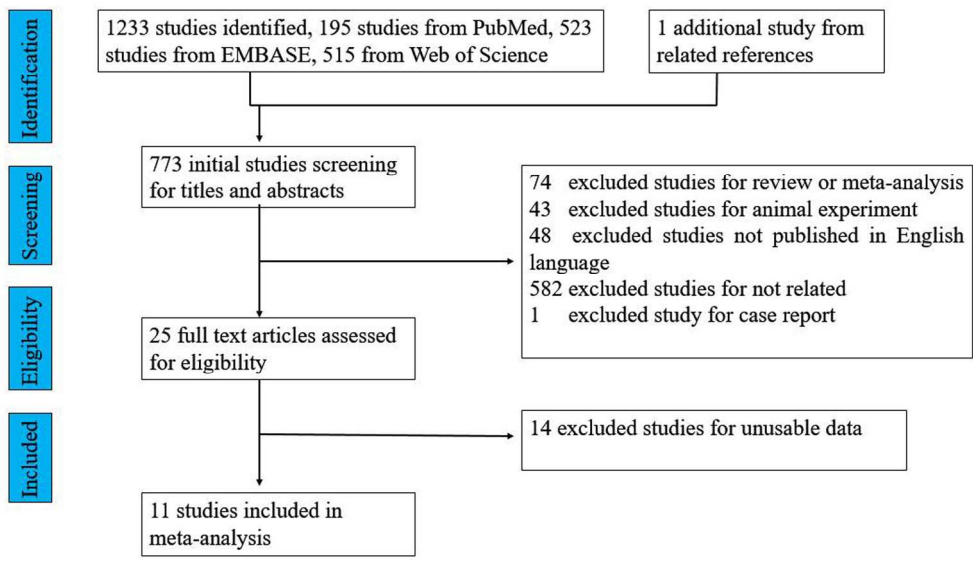 Identification
1233 studies identified, 195 studies from PubMed, 523
studies from EMBASE, 515 from Web of Science
1 additional study from
related references
Screening
773 initial studies screening
for titles and abstracts
74 excluded studies for review or meta-analysis
43 excluded studies for animal experiment
48 excluded studies not published in English
language
582 excluded studies for not related
1 excluded study for case report
Eligibility
25 full text articles assessed
for eligibility
Included
14 excluded studies for unusable data
11 studies included in
meta-analysis